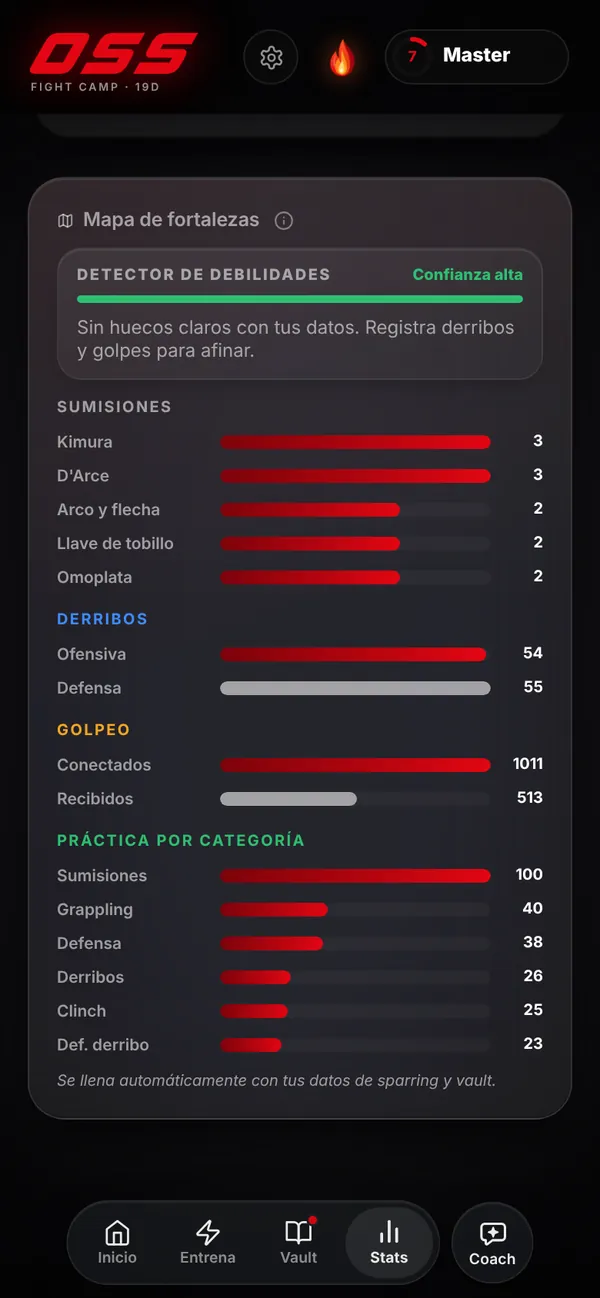 OSS
FIGHT CAMP · 19D
7
Master
Mapa de fortalezas
DETECTOR DE DEBILIDADES
Confianza alta
Sin huecos claros con tus datos. Registra derribos
y golpes para afinar.
SUMISIONES
Kimura 3
D'Arce 3
Arco y flecha 2
Llave de tobillo 2
Omoplata 2
DERRIBOS
Ofensiva 54
Defensa 55
GOLPEO
Conectados 1011
Recibidos 513
PRÁCTICA POR CATEGORÍA
Sumisiones 100
Grappling 40
Defensa 38
Derribos 26
Clinch 25
Def. derribo 23
Se llena automáticamente con tus datos de sparring y vault.
Inicio
Entrena
Vault
Stats
Coach